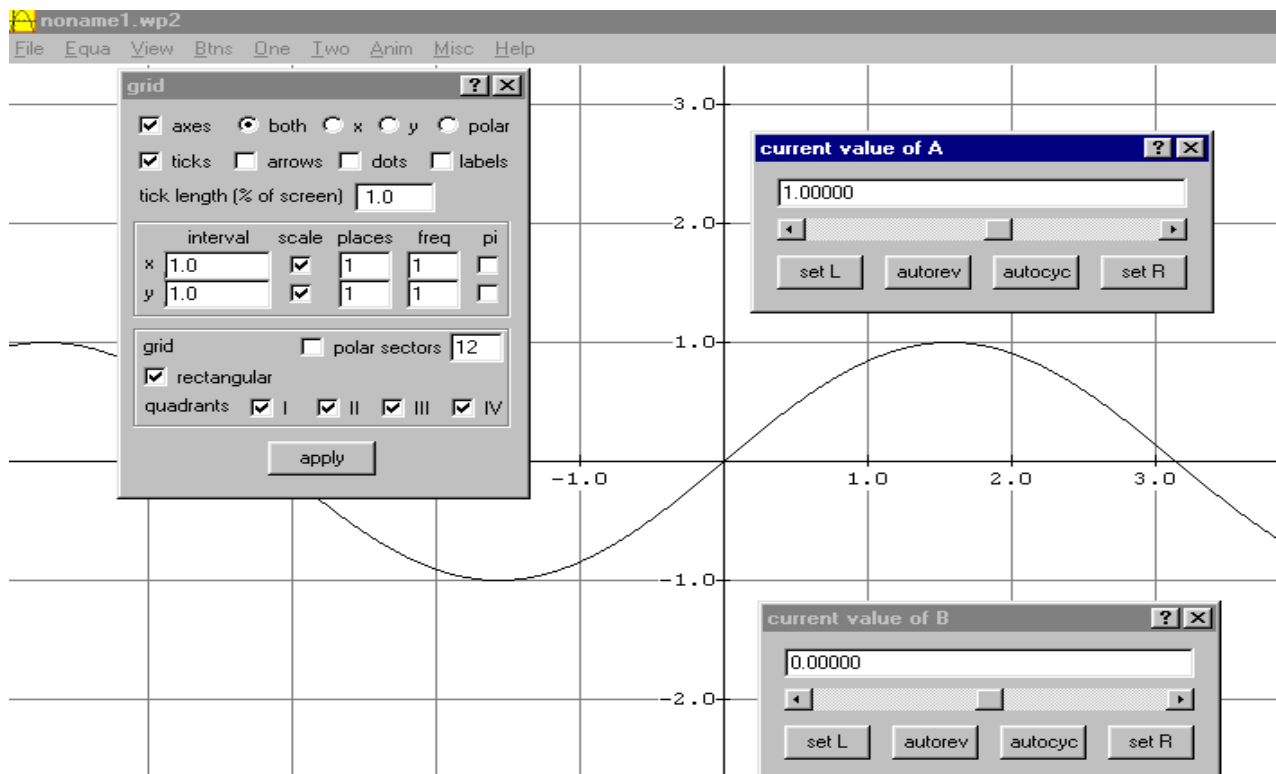 noname1.wp2
File Equa View Btns One Two Anim Misc Help
grid
axes both x y polar
ticks arrows dots labels
tick length (% of screen) 1.0
interval scale places freq pi
x 1.0 1 1
y 1.0 1 1
grid polar sectors 12
rectangular
quadrants I II III IV
apply
3.0
2.0
1.0
-1.0
-2.0
-1.0 1.0 2.0 3.0
current value of A
1.00000
set L autorev autocyc set R
current value of B
0.00000
set L autorev autocyc set R